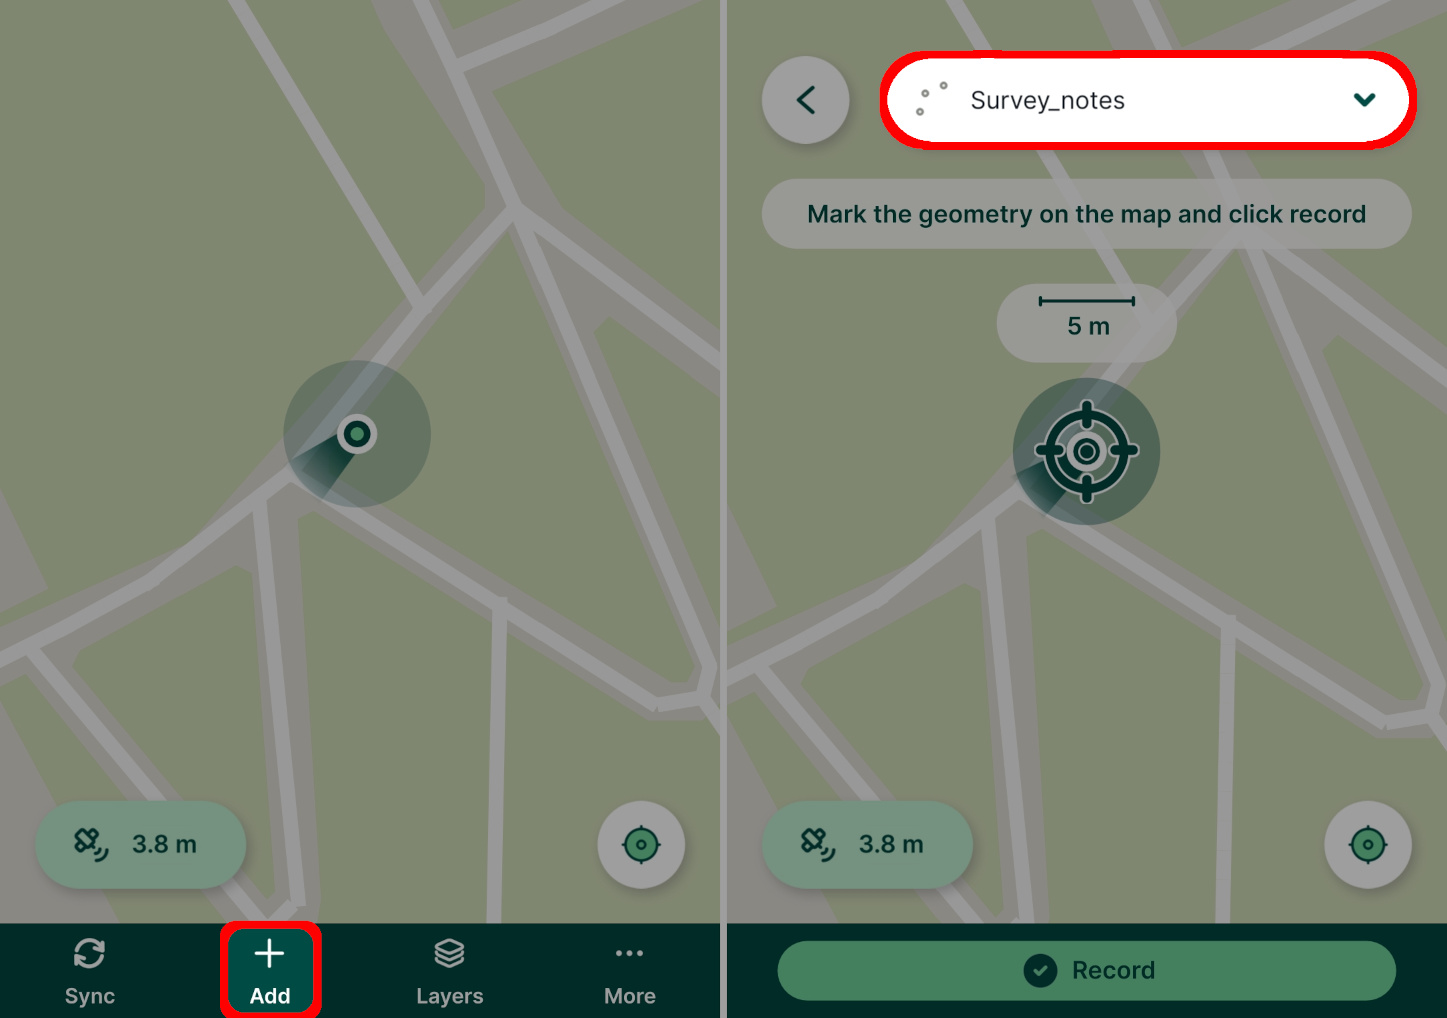 3.8 m
Sync
Add
Layers
More
Survey_notes
Mark the geometry on the map and click record
5 m
3.8 m
Record